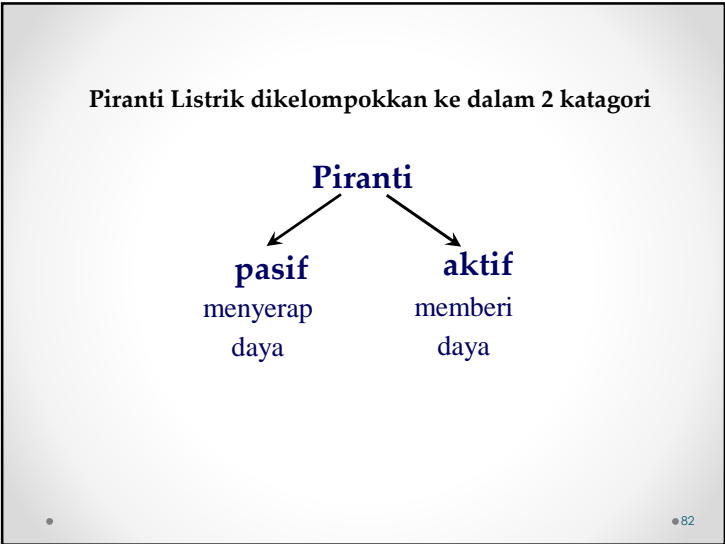 Piranti Listrik dikelompokkan ke dalam 2 katagori
Piranti
pasif
menyerap
daya
aktif
memberi
daya
82